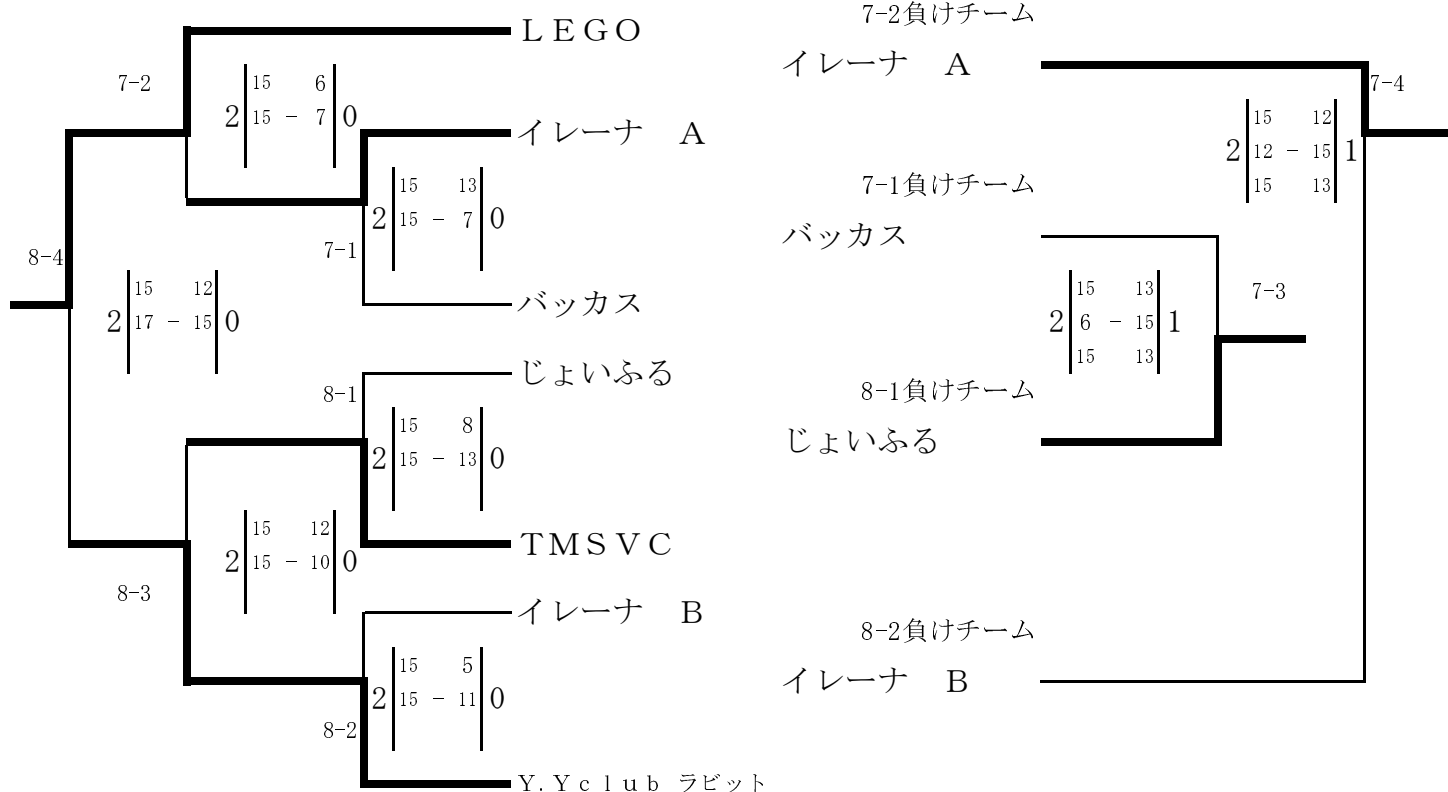 ＬＥＧＯ
7-2
15 6
2 15 － 7 0
イレーナ　Ａ
15 13
2 15 － 7 0
7-1
8-4
バッカス
15 12
2 17 － 15 0
じょいふる
8-1
15 8
2 15 － 13 0
15 12
2 15 － 10 0
ＴＭＳＶＣ
8-3
イレーナ　Ｂ
15 5
2 15 － 11 0
8-2
Ｙ.Ｙｃｌｕｂ ラビット
7-2負けチーム
イレーナ　Ａ
7-4
15 12
2 12 － 15 1
15 13
7-1負けチーム
バッカス
7-3
15 13
2 6 － 15 1
15 13
8-1負けチーム
じょいふる
8-2負けチーム
イレーナ　Ｂ